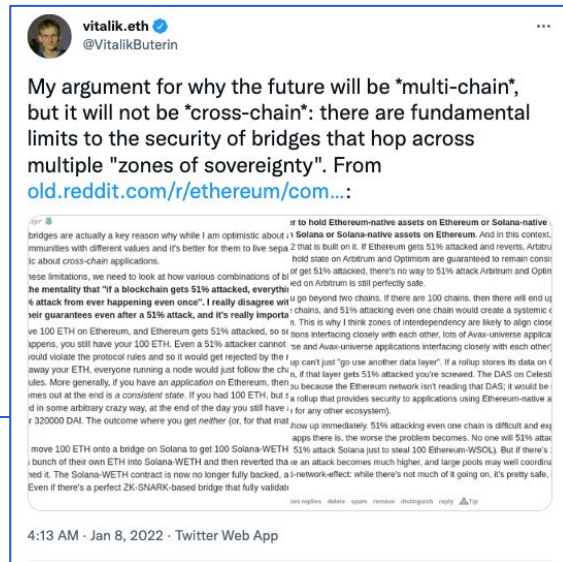 vitalik.eth
@VitalikButerin
My argument for why the future will be *multi-chain*,
but it will not be *cross-chain*: there are fundamental
limits to the security of bridges that hop across
multiple "zones of sovereignty". From
old.reddit.com/r/ethereum/com...:
bridges are actually a key reason why while I am optimistic about
mmunities with different values and it's better for them to live sepa
ic about cross-chain applications.
hese limitations, we need to look at how various combinations of bl
the mentality that "if a blockchain gets 51% attacked, everythi
% attack from ever happening even once". I really disagree wit
heir guarantees even after a 51% attack, and it's really importa
ve 100 ETH on Ethereum, and Ethereum gets 51% attacked, so so
appens, you still have your 100 ETH. Even a 51% attacker cannot
would violate the protocol rules and so it would get rejected by the n
away your ETH, everyone running a node would just follow the cha
ules. More generally, if you have an application on Ethereum, then
omes out at the end is a consistent state. If you had 100 ETH, but s
d in some arbitrary crazy way, at the end of the day you still have
r 320000 DAI. The outcome where you get neither (or, for that mat
move 100 ETH onto a bridge on Solana to get 100 Solana-WETH
bunch of their own ETH into Solana-WETH and then reverted tha
ned it. The Solana-WETH contract is now no longer fully backed, a
Even if there's a perfect ZK-SNARK-based bridge that fully validate
er to hold Ethereum-native assets on Ethereum or Solana-native
n Solana or Solana-native assets on Ethereum. And in this context,
2 that is built on it. If Ethereum gets 51% attacked and reverts, Arbitru
hold state on Arbitrum and Optimism are guaranteed to remain consis
ot get 51% attacked, there's no way to 51% attack Arbitrum and Optim
ed on Arbitrum is still perfectly safe.
u go beyond two chains. If there are 100 chains, then there will end up
chains, and 51% attacking even one chain would create a systemic
n. This is why I think zones of interdependency are likely to align close
tions interfacing closely with each other, lots of Avax-universe applicat
se and Avax-universe applications interfacing closely with each other)
up can't just "go use another data layer". If a rollup stores its data on
n, if that layer gets 51% attacked you're screwed. The DAS on Celesti
ou because the Ethereum network isn't reading that DAS; it would be
a rollup that provides security to applications using Ethereum-native a
for any other ecosystem).
how up immediately. 51% attacking even one chain is difficult and exp
apps there is, the worse the problem becomes. No one will 51% attac
51% attack Solana just to steal 100 Ethereum-WSOL). But if there's
e an attack becomes much higher, and large pools may well coordina
i-network-effect: while there's not much of it going on, it's pretty safe,
replies delete spam remove distinguish reply Tip
4:13 AM · Jan 8, 2022 · Twitter Web App